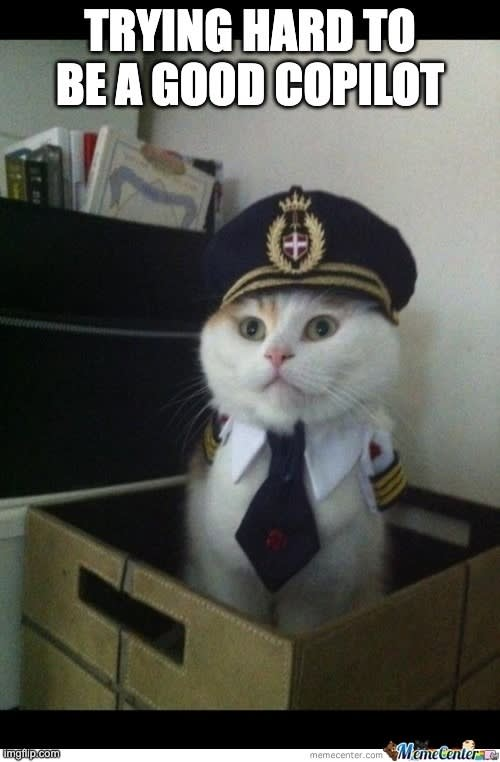 TRYING HARD TO
BE A GOOD COPILOT
imgflip.com
memecenter.com MemeCenter